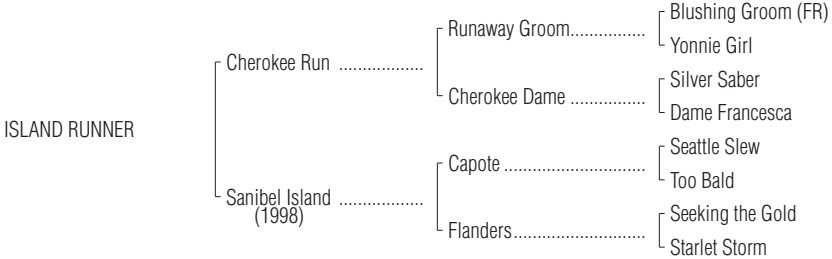 Blushing Groom (FR)
Runaway Groom.................
Yonnie Girl
Cherokee Run ..................
Silver Saber
Cherokee Dame ................
Dame Francesca
ISLAND RUNNER
Seattle Slew
Capote ..............................
Too Bald
Sanibel Island ..................
(1998)
Seeking the Gold
Flanders............................
Starlet Storm